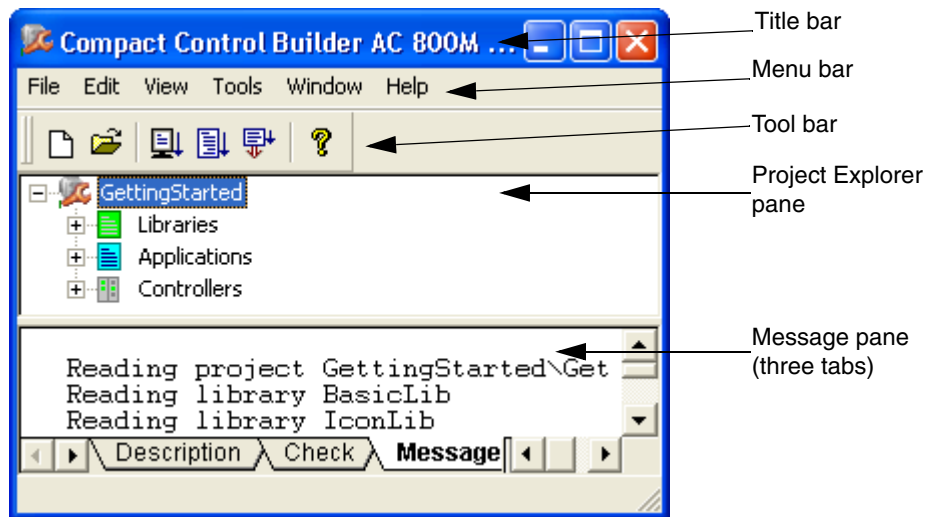 Compact Control Builder AC 800M ...
Title bar
File Edit View Tools Window Help
Menu bar
Tool bar
GettingStarted
Project Explorer
pane
Libraries
Applications
Controllers
Reading project GettingStarted\Get
Reading library BasicLib
Reading library IconLib
Message pane
(three tabs)
Description Check Message